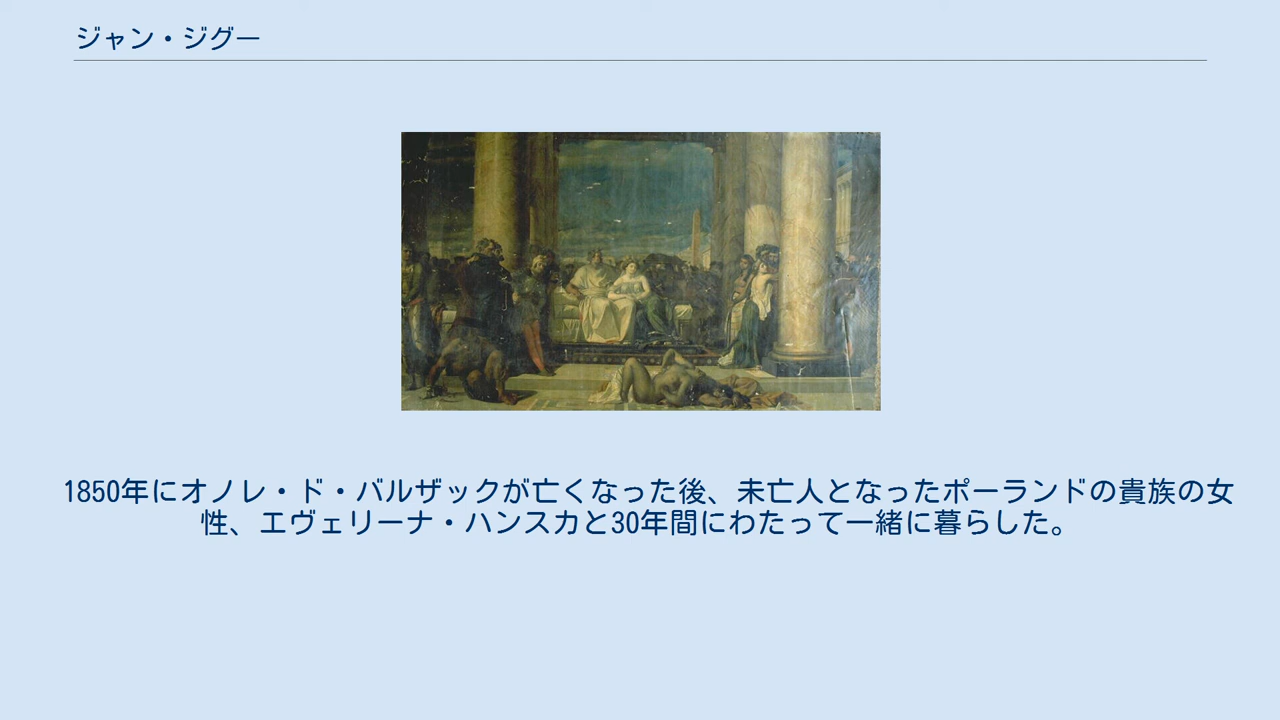 ジャン・ジグー
1850年にオノレ・ド・バルザックが亡くなった後、未亡人となったポーランドの貴族の女
性、エヴェリーナ・ハンスカと30年間にわたって一緒に暮らした。